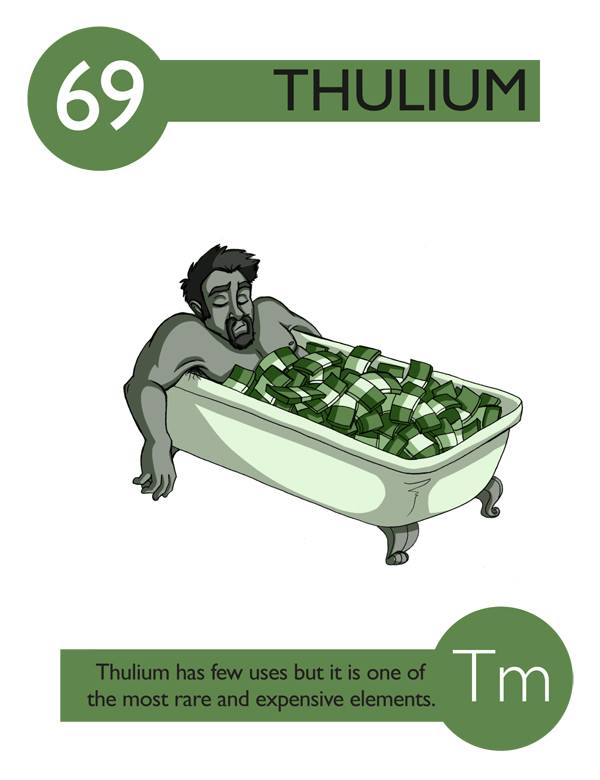 69
THULIUM
Thulium has few uses but it is one of
the most rare and expensive elements.
Tm